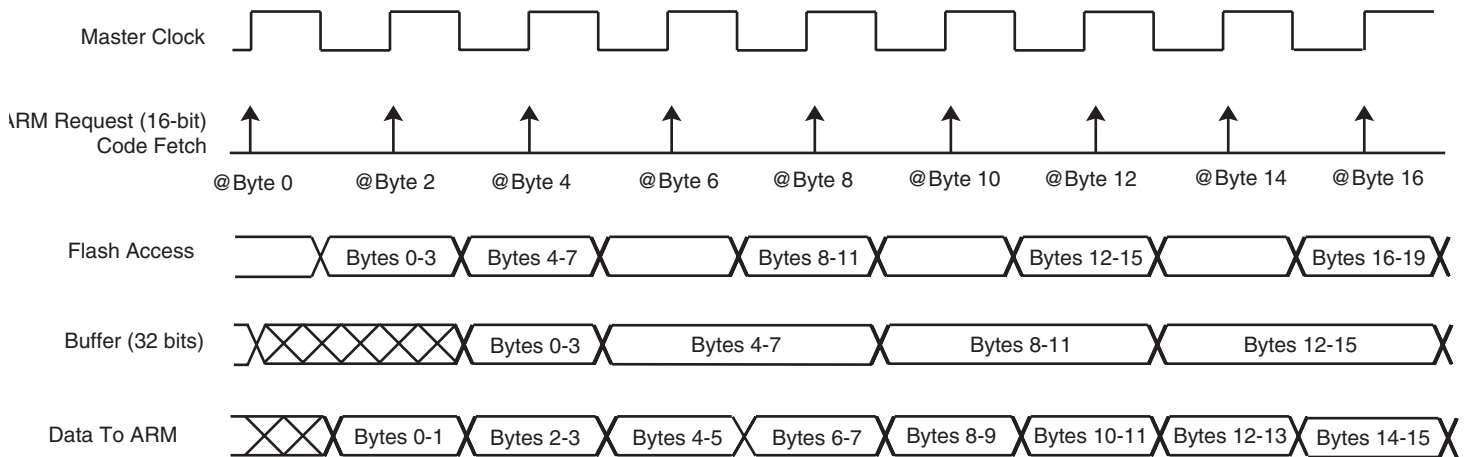 Master Clock
ARM Request (16-bit)
Code Fetch
@Byte 0 @Byte 2 @Byte 4 @Byte 6 @Byte 8 @Byte 10 @Byte 12 @Byte 14 @Byte 16
Flash Access Bytes 0-3 Bytes 4-7 Bytes 8-11 Bytes 12-15 Bytes 16-19
Buffer (32 bits) Bytes 0-3 Bytes 4-7 Bytes 8-11 Bytes 12-15
Data To ARM Bytes 0-1 Bytes 2-3 Bytes 4-5 Bytes 6-7 Bytes 8-9 Bytes 10-11 Bytes 12-13 Bytes 14-15